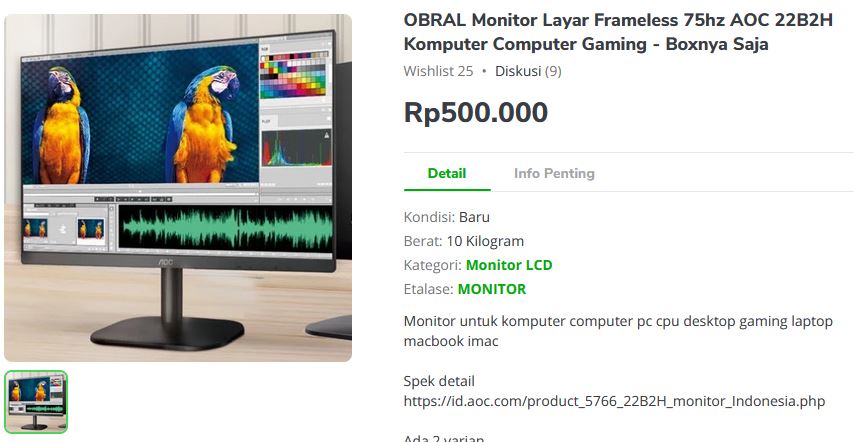 OBRAL Monitor Layar Frameless 75hz AOC 22B2H
Komputer Computer Gaming - Boxnya Saja
Wishlist 25 • Diskusi (9)
Rp500.000
Detail Info Penting
Kondisi: Baru
Berat: 10 Kilogram
Kategori: Monitor LCD
Etalase: MONITOR
Monitor untuk komputer computer pc cpu desktop gaming laptop
macbook imac
Spek detail
https://id.aoc.com/product_5766_22B2H_monitor_Indonesia.php
Ada 2 varian
AOC